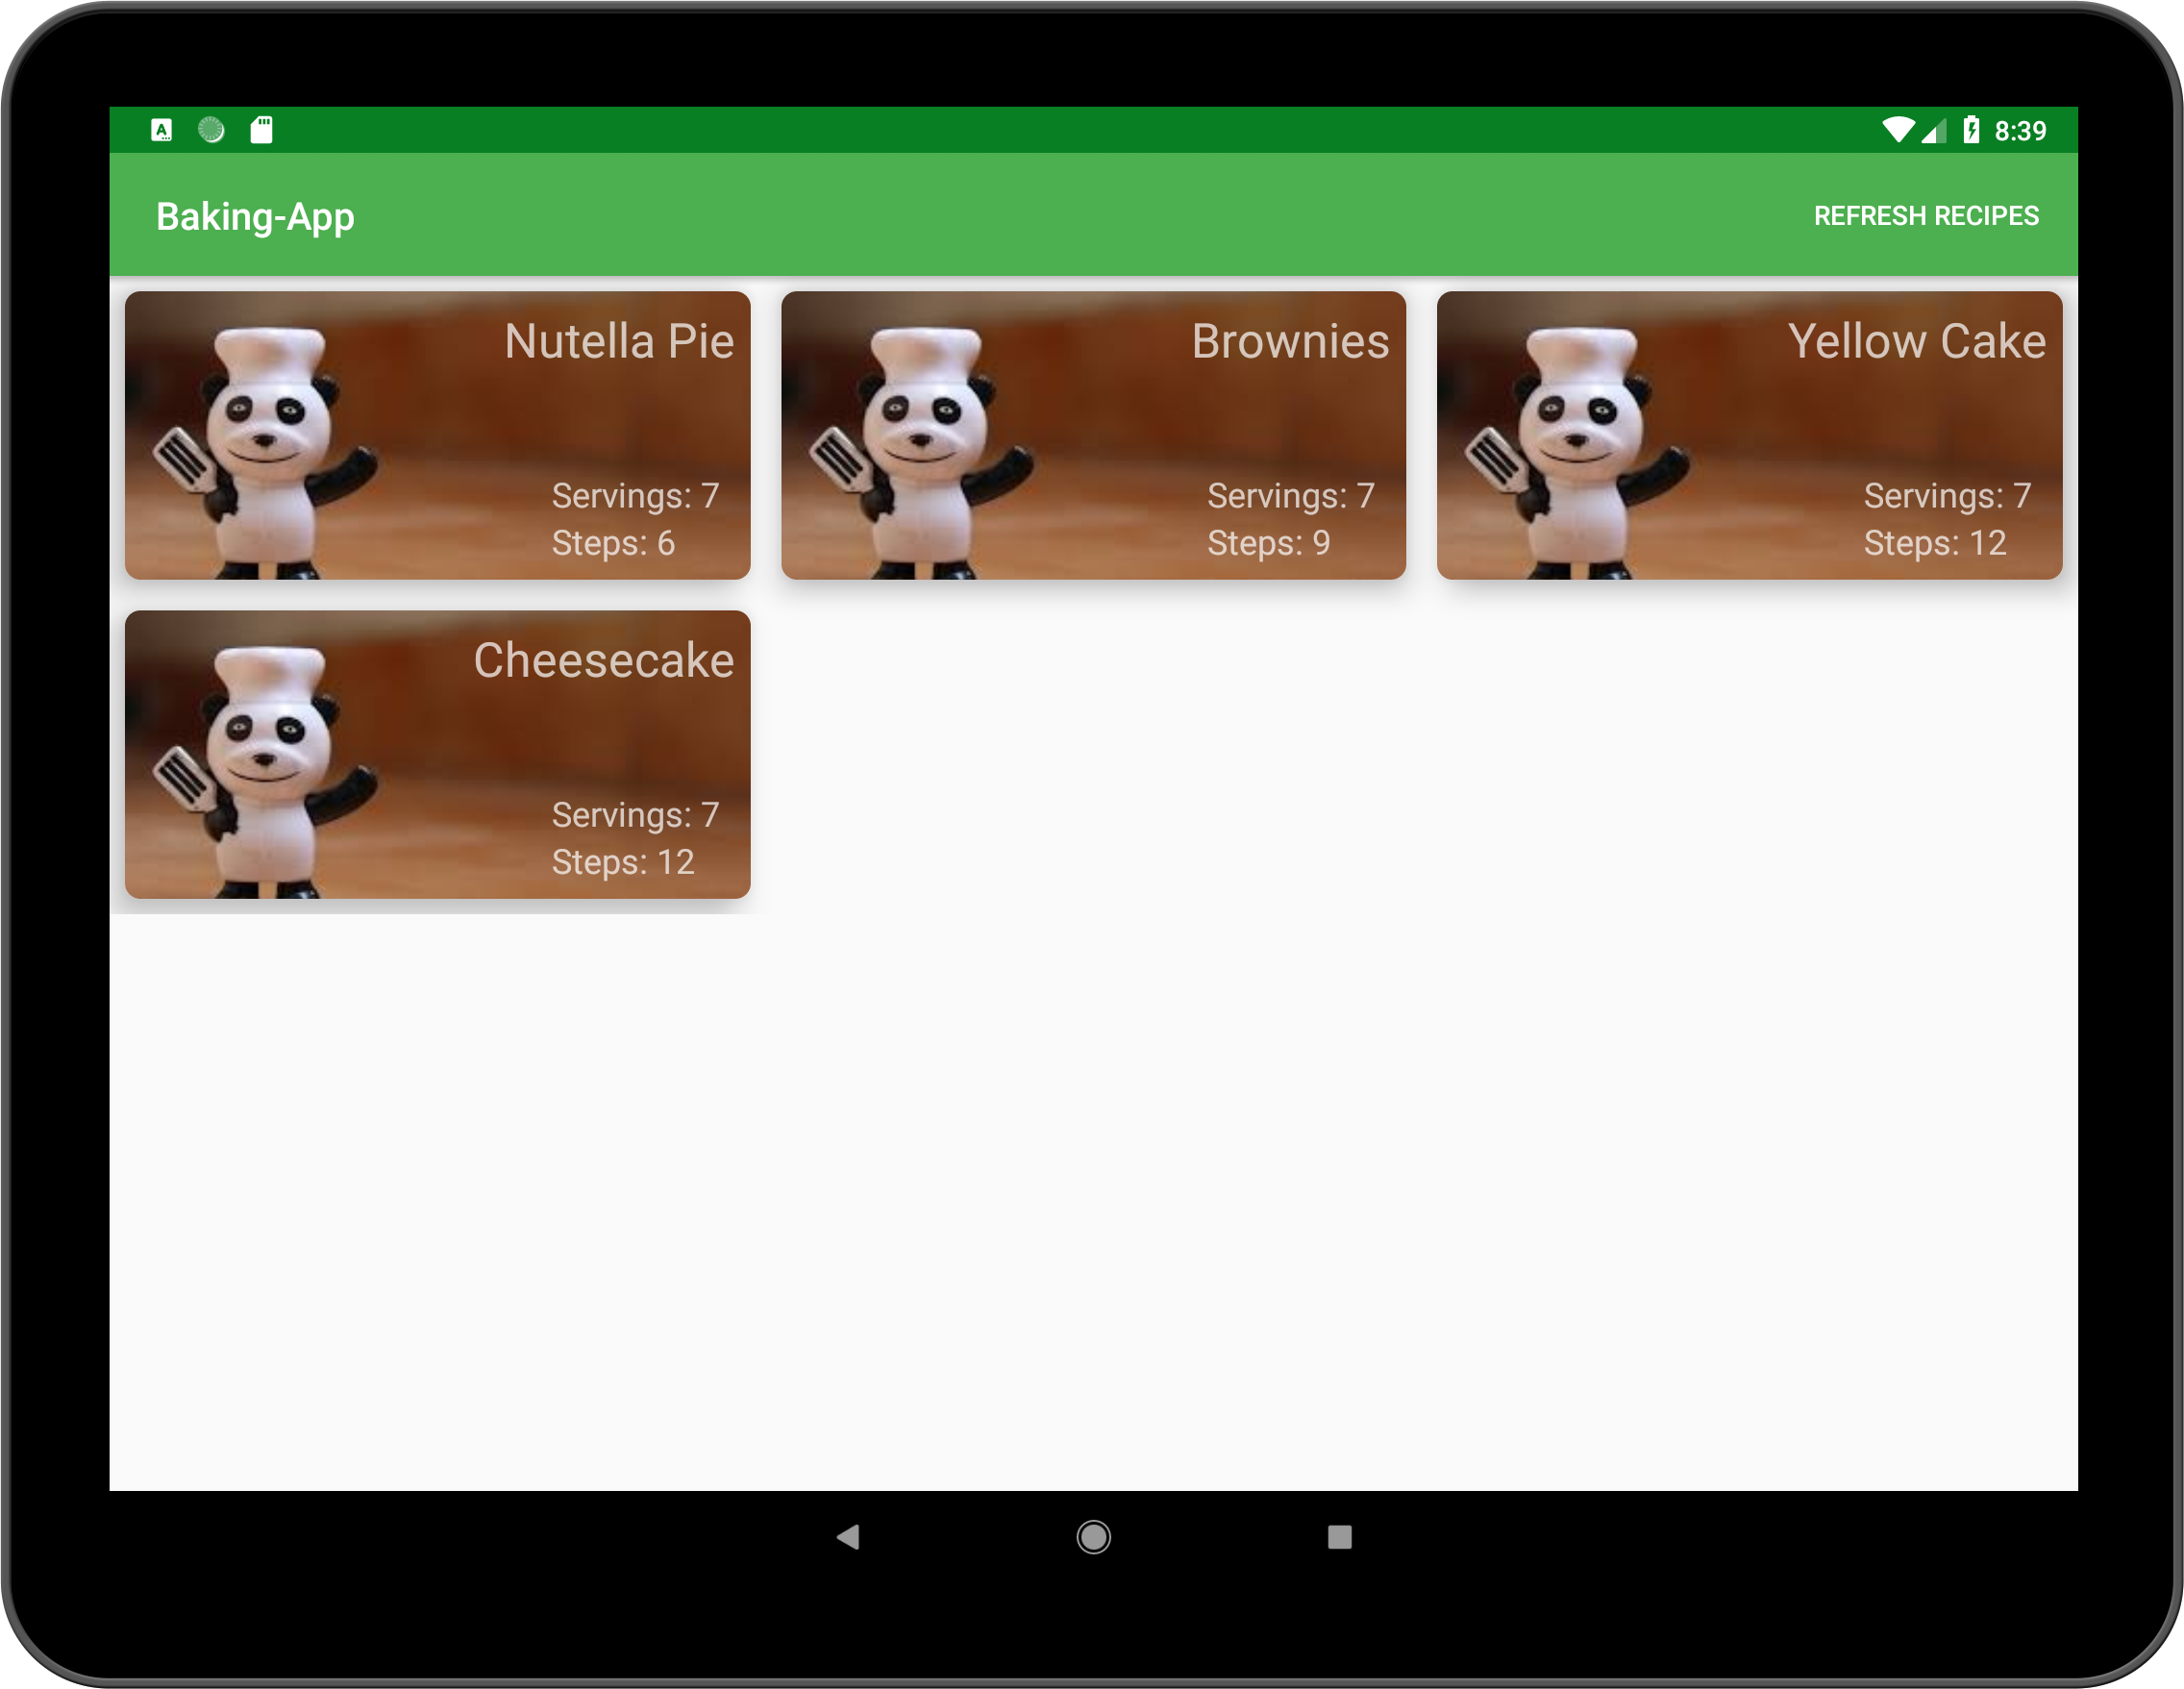 8:39
Baking-App
REFRESH RECIPES
Nutella Pie
Servings: 7
Steps: 6
Brownies
Servings: 7
Steps: 9
Yellow Cake
Servings: 7
Steps: 12
Cheesecake
Servings: 7
Steps: 12